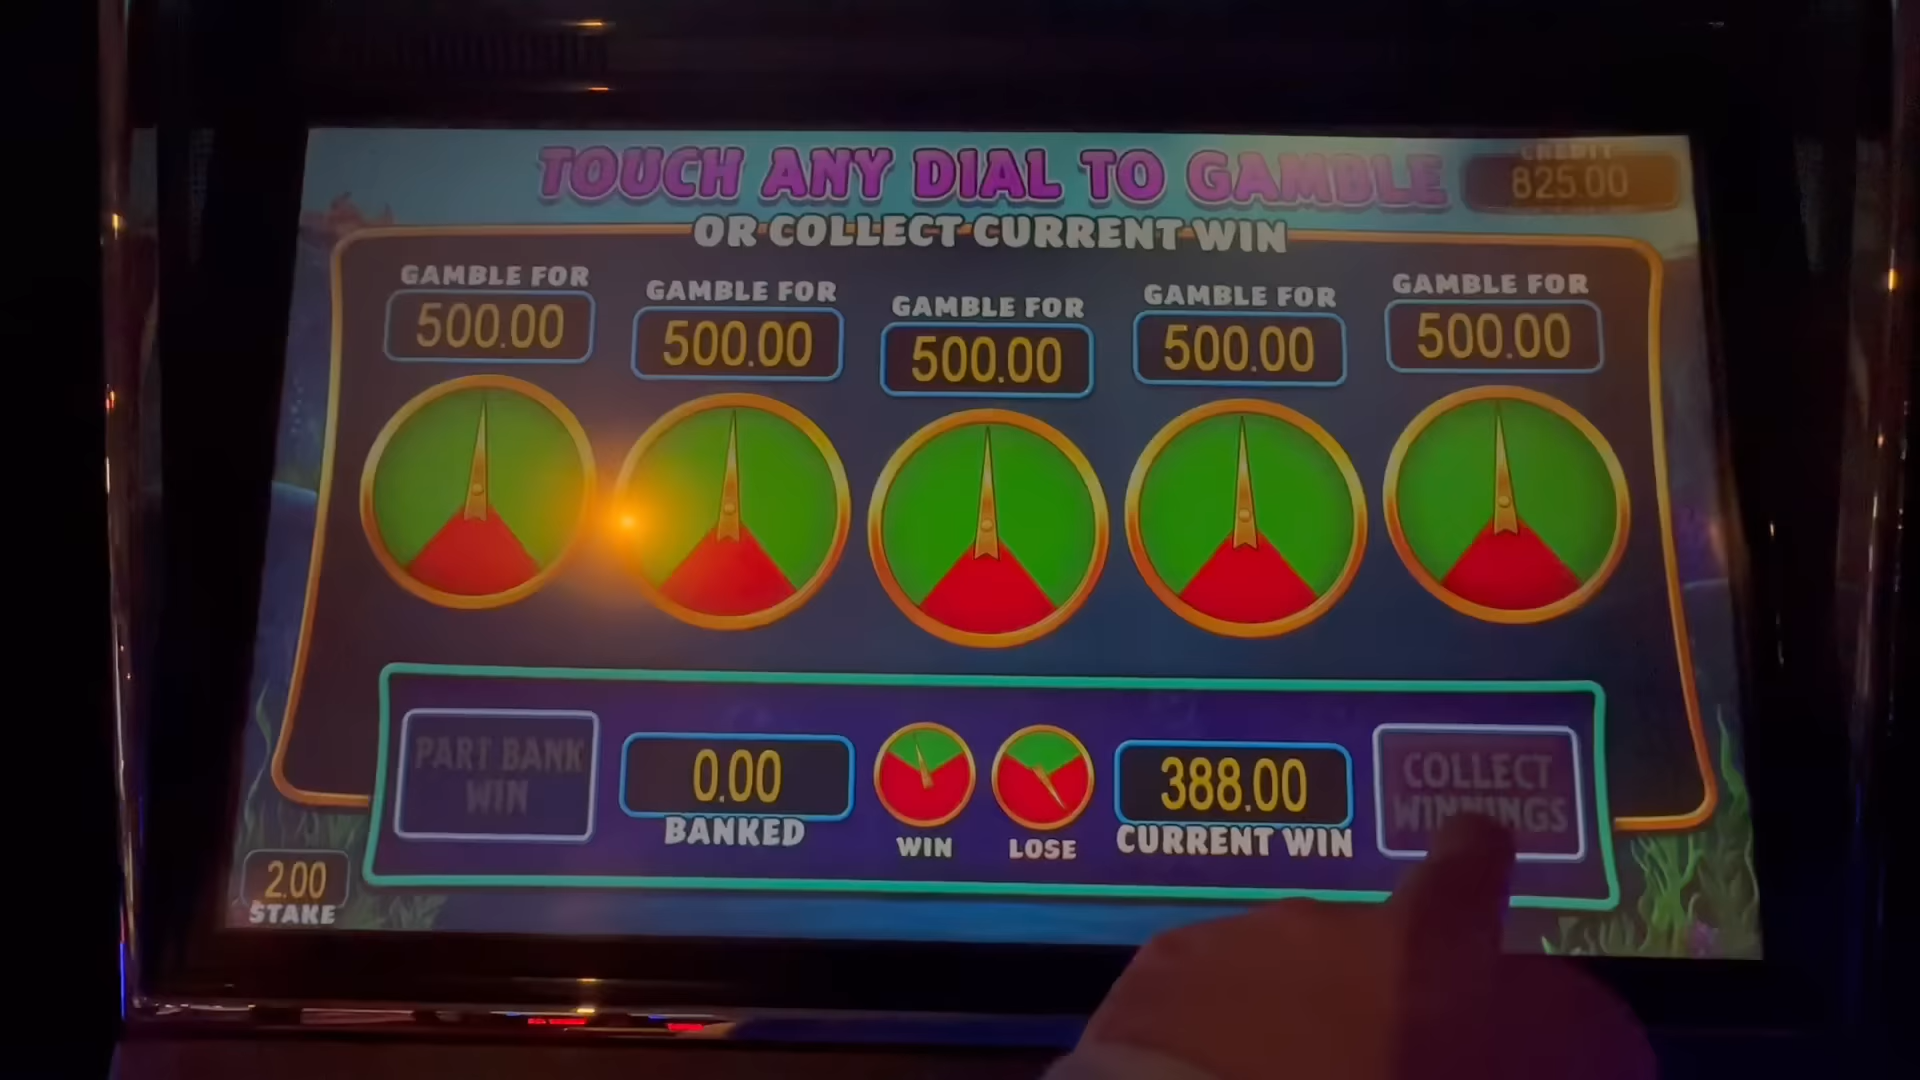 TOUCH ANY DIAL TO GAMBLE
CREDIT
825.00
OR COLLECT CURRENT WIN
GAMBLE FOR
500.00
GAMBLE FOR
500.00
GAMBLE FOR
500.00
GAMBLE FOR
500.00
GAMBLE FOR
500.00
PART BANK
WIN
0.00
BANKED
WIN
LOSE
388.00
CURRENT WIN
COLLECT
WINNINGS
2.00
STAKE